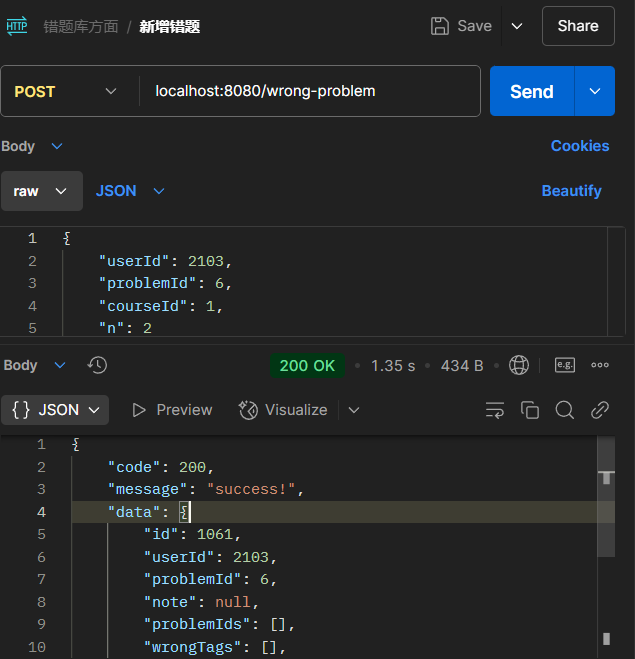 HTTP 错题库方面 / 新增错题 Save Share
POST localhost:8080/wrong-problem Send
Body Cookies
raw JSON Beautify
1 {
2 "userId": 2103,
3 "problemId": 6,
4 "courseId": 1,
5 "n": 2
Body 200 OK • 1.35 s • 434 B • e.g.
{} JSON Preview Visualize
1 {
2 "code": 200,
3 "message": "success!",
4 "data": {
5 "id": 1061,
6 "userId": 2103,
7 "problemId": 6,
8 "note": null,
9 "problemIds": [],
10 "wrongTags": [],